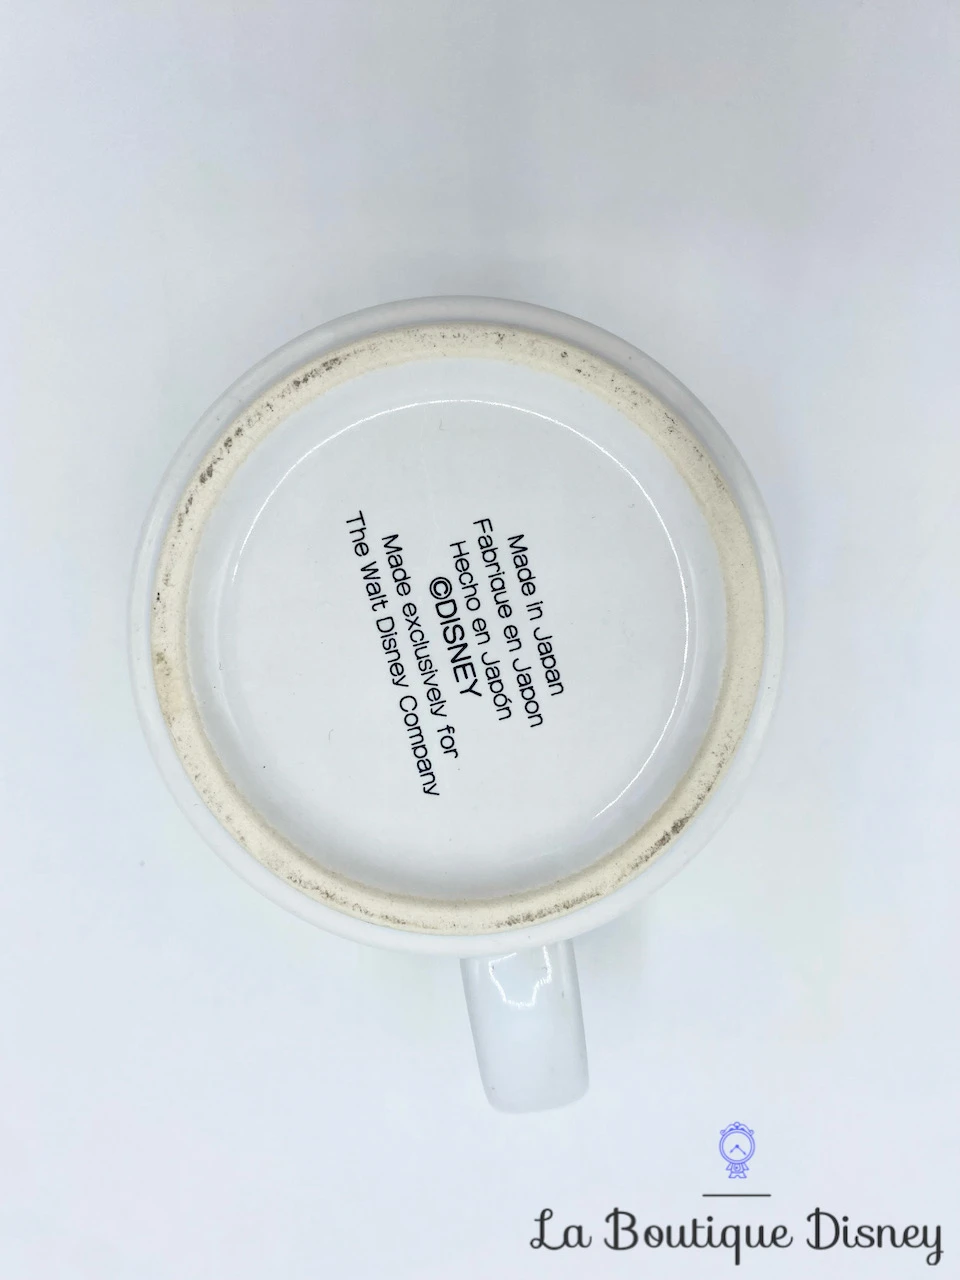 Made in Japan
Fabrique en Japon
Hecho en Japón
©DISNEY
Made exclusively for
The Walt Disney Company
La Boutique Disney